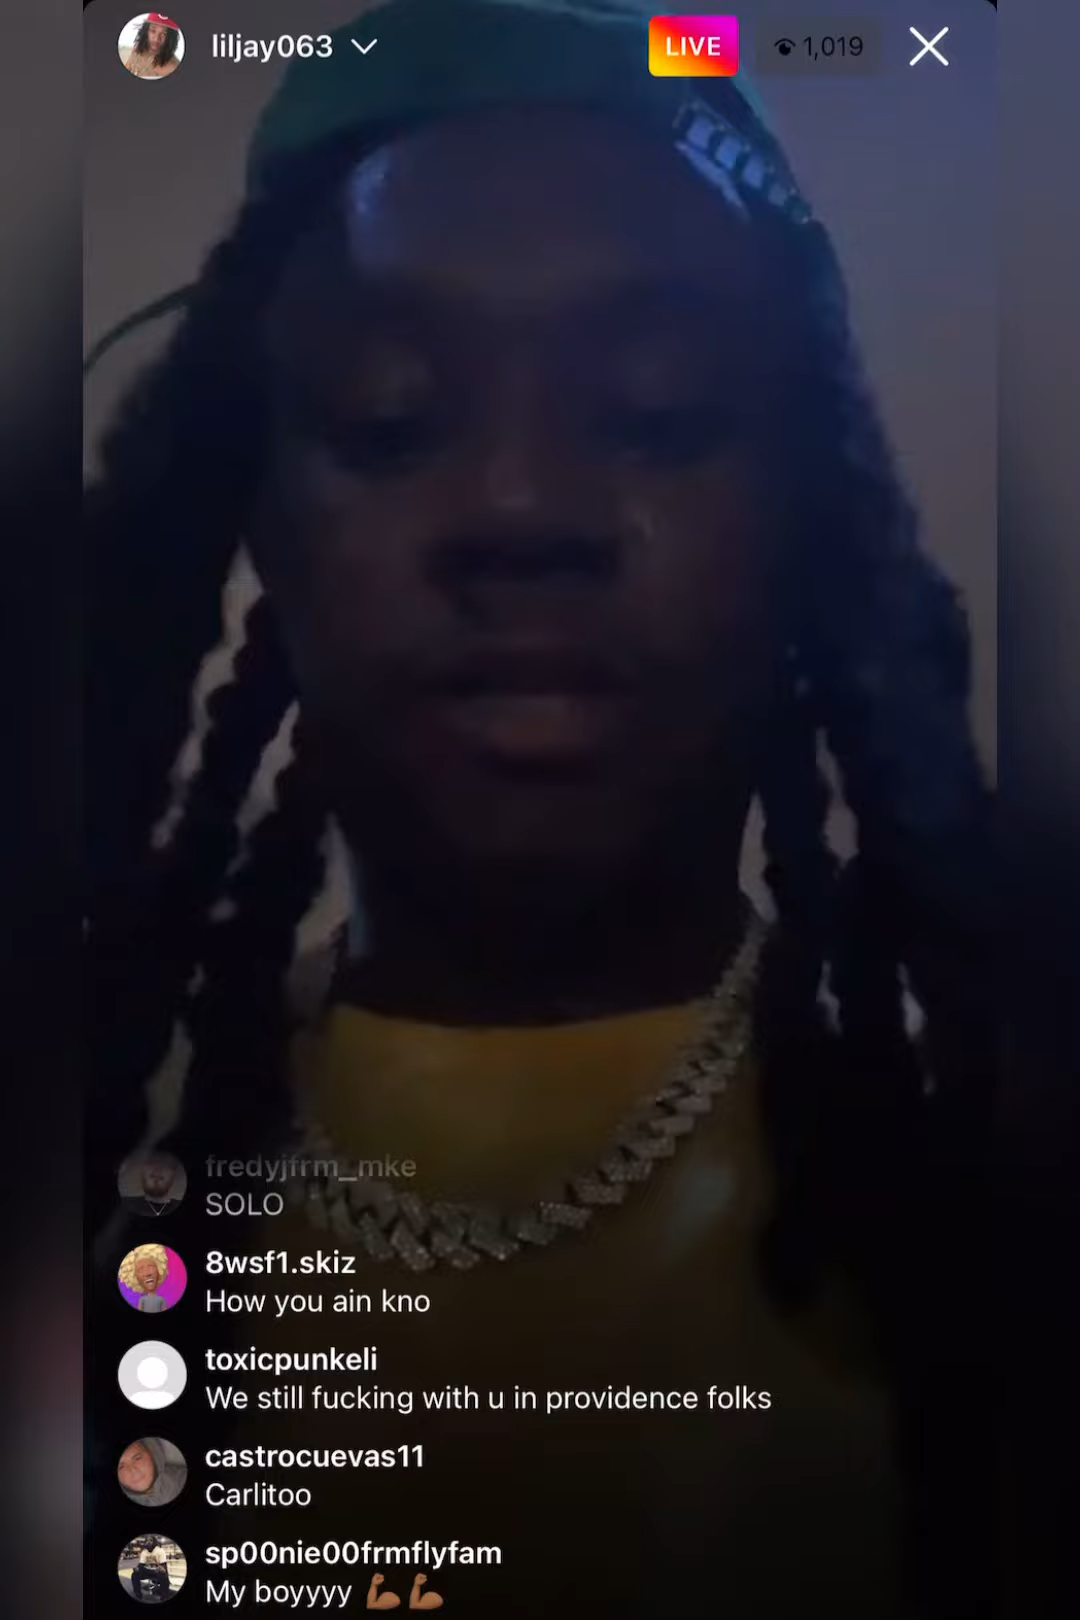 liljay063
LIVE
1,019
fredyjfrm_mke
SOLO
8wsf1.skiz
How you ain kno
toxicpunkeli
We still fucking with u in providence folks
castrocuevas11
Carlitoo
sp00nie00frmflyfam
My boyyyy 💪🏾💪🏾